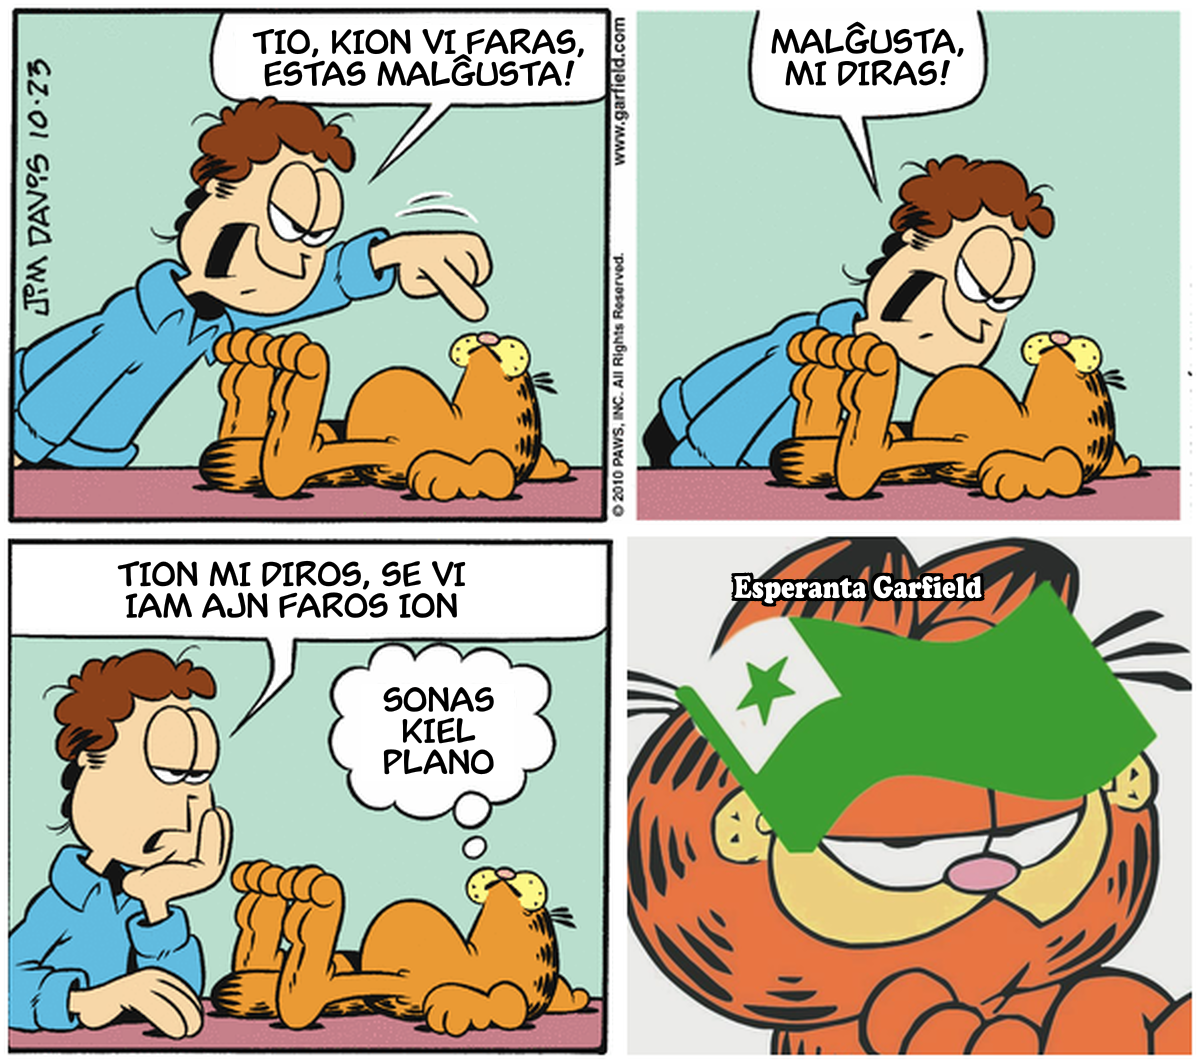 TIO, KION VI FARAS,
ESTAS MALĜUSTA!
JIM DAVIS 10·23
www.garfield.com
© 2010 PAWS, INC. All Rights Reserved.
MALĜUSTA,
MI DIRAS!
TION MI DIROS, SE VI
IAM AJN FAROS ION
SONAS
KIEL
PLANO
Esperanta Garfield